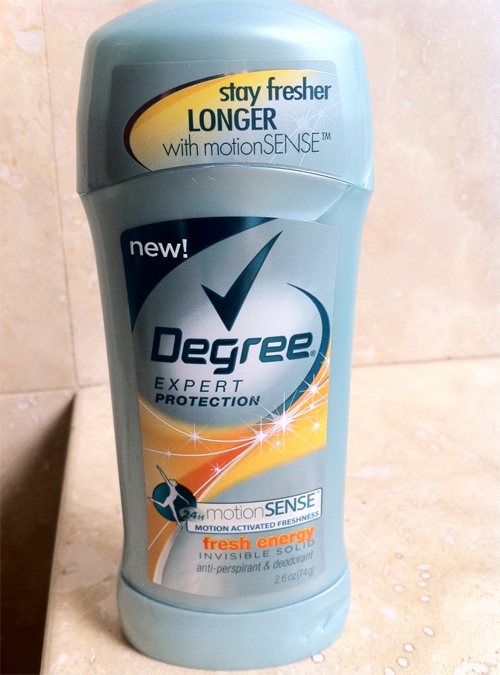 stay fresher
LONGER
with motionSENSE™
new!
Degree®
EXPERT
PROTECTION
24H motionSENSE™
MOTION ACTIVATED FRESHNESS
fresh energy
INVISIBLE SOLID
anti-perspirant & deodorant
2.6 oz (74g)